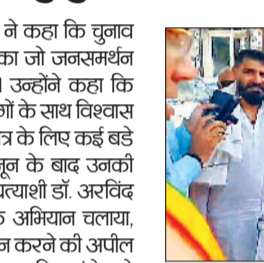 ने कहा कि चुनाव
का जो जनसमर्थन
। उन्होंने कहा कि
के साथ विश्वास
के लिए कई बडे
के बाद उनकी
डॉ. अरविंद
अभियान चलाया,
करने की अपील